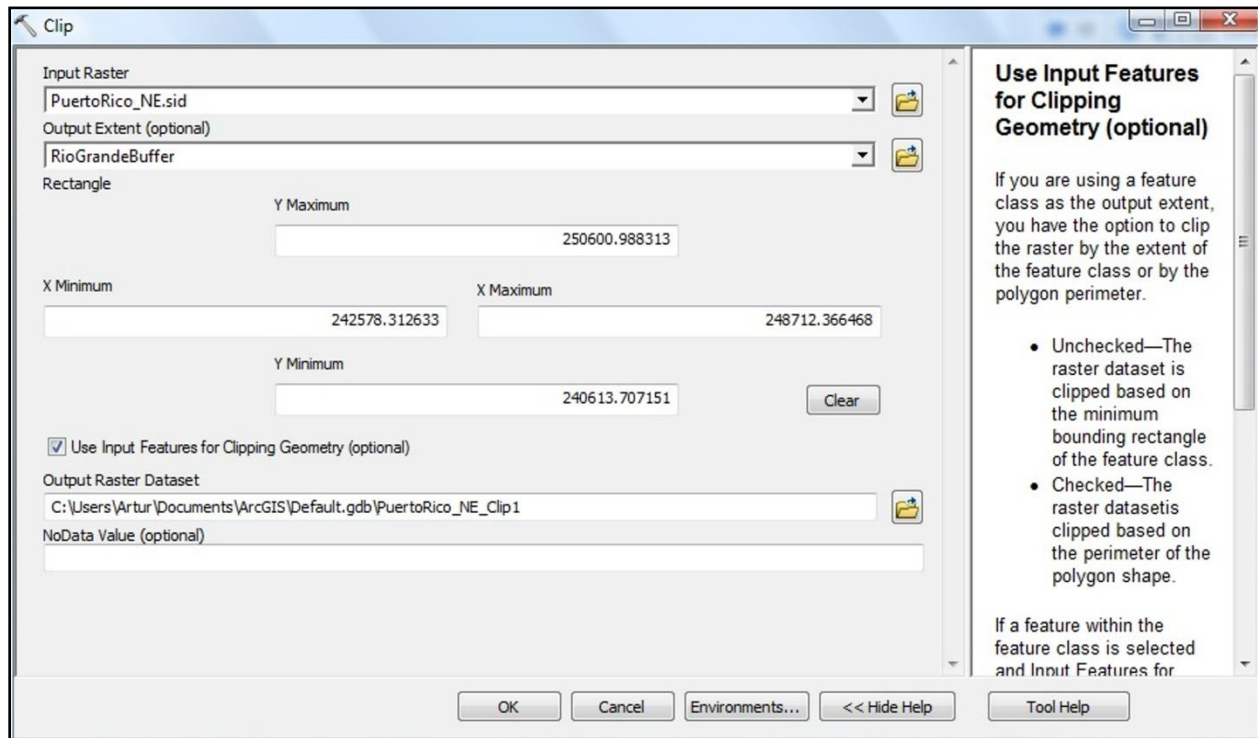 Clip
Input Raster
PuertoRico_NE.sid
Output Extent (optional)
RioGrandeBuffer
Rectangle
Y Maximum
250600.988313
X Minimum
X Maximum
242578.312633
248712.366468
Y Minimum
240613.707151
Clear
Use Input Features for Clipping Geometry (optional)
Output Raster Dataset
C:\Users\Artur\Documents\ArcGIS\Default.gdb\PuertoRico_NE_Clip1
NoData Value (optional)
OK
Cancel
Environments...
<< Hide Help
Tool Help
Use Input Features
for Clipping
Geometry (optional)
If you are using a feature
class as the output extent,
you have the option to clip
the raster by the extent of
the feature class or by the
polygon perimeter.
• Unchecked—The
raster dataset is
clipped based on
the minimum
bounding rectangle
of the feature class.
• Checked—The
raster datasetis
clipped based on
the perimeter of the
polygon shape.
If a feature within the
feature class is selected
and Input Features for